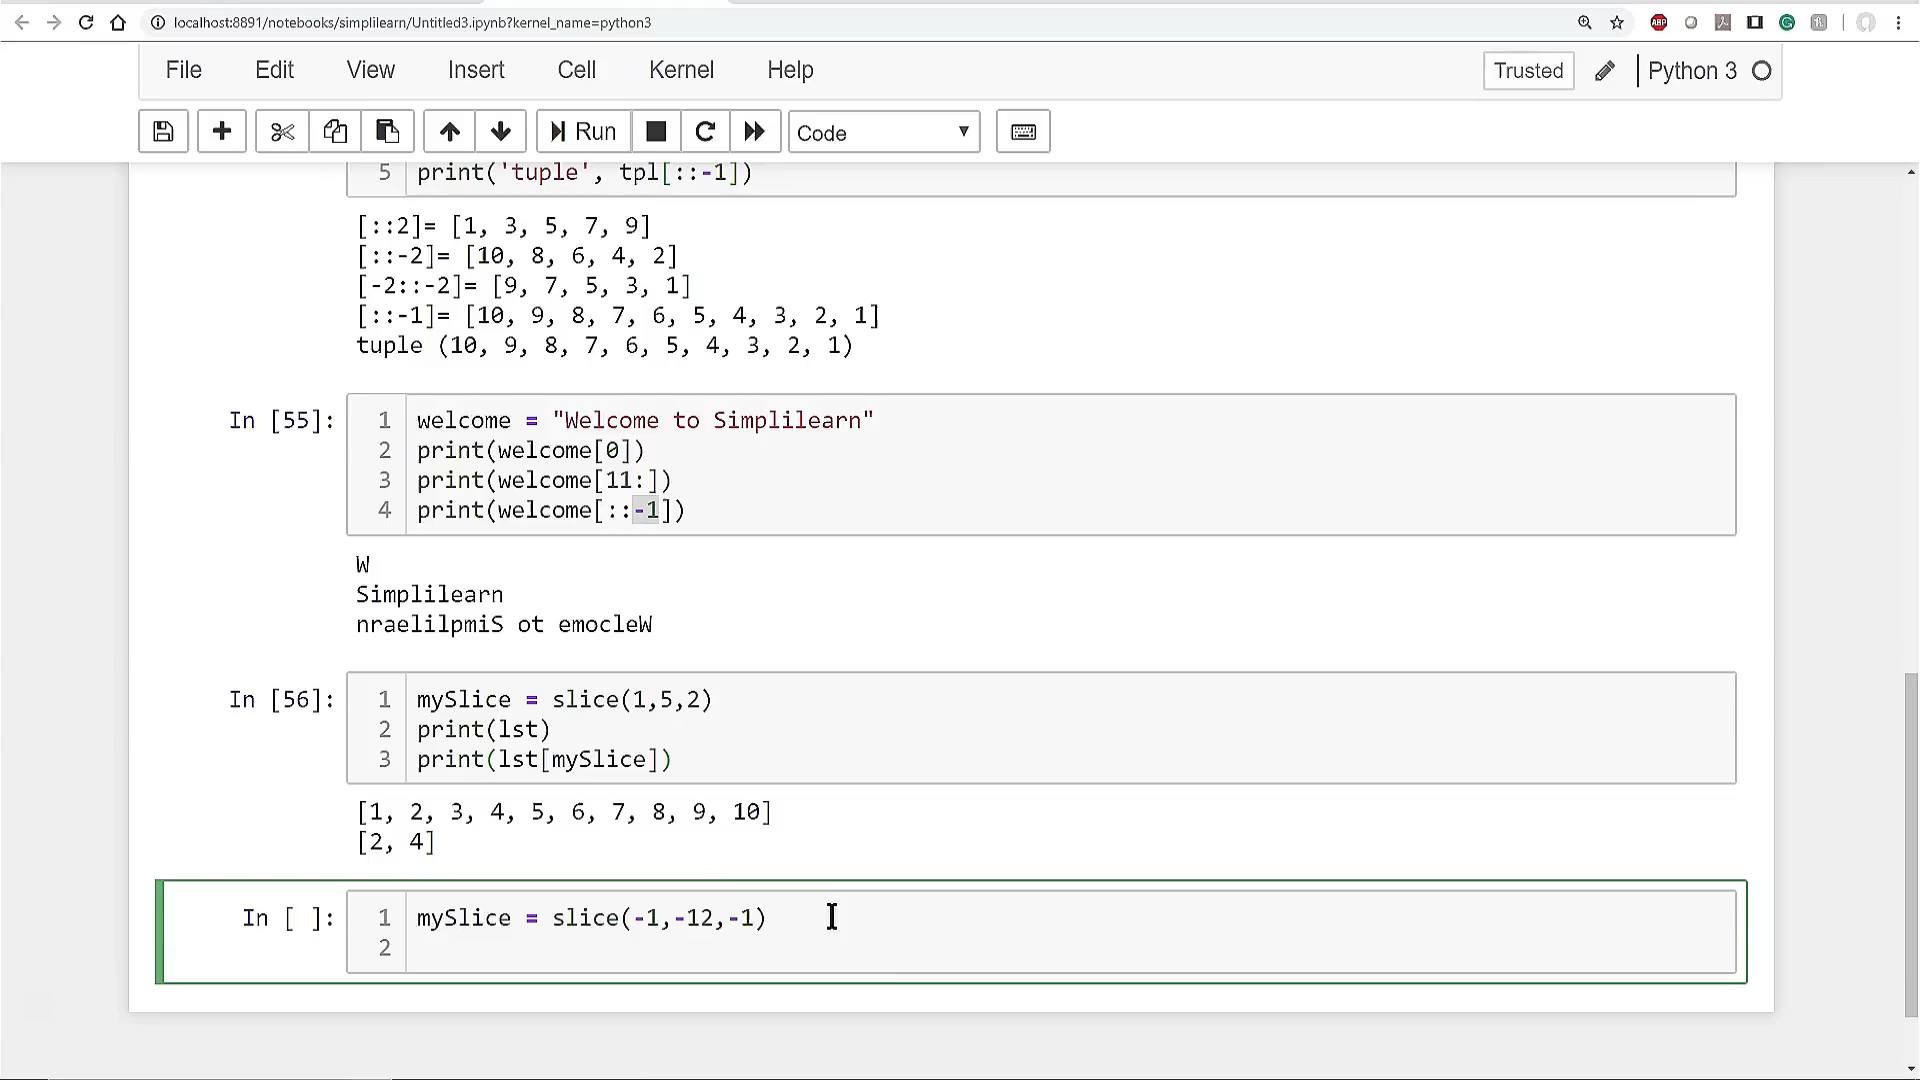 localhost:8891/notebooks/simplilearn/Untitled3.ipynb?kernel_name=python3
ABP
File Edit View Insert Cell Kernel Help
Trusted Python 3
Run Code
5 print('tuple', tpl[::-1])
[::2]= [1, 3, 5, 7, 9]
[::-2]= [10, 8, 6, 4, 2]
[-2::-2]= [9, 7, 5, 3, 1]
[::-1]= [10, 9, 8, 7, 6, 5, 4, 3, 2, 1]
tuple (10, 9, 8, 7, 6, 5, 4, 3, 2, 1)
In [55]: 1 welcome = "Welcome to Simplilearn"
2 print(welcome[0])
3 print(welcome[11:])
4 print(welcome[::-1])
W
Simplilearn
nraelilpmiS ot emocleW
In [56]: 1 mySlice = slice(1,5,2)
2 print(lst)
3 print(lst[mySlice])
[1, 2, 3, 4, 5, 6, 7, 8, 9, 10]
[2, 4]
In [ ]: 1 mySlice = slice(-1,-12,-1)
2